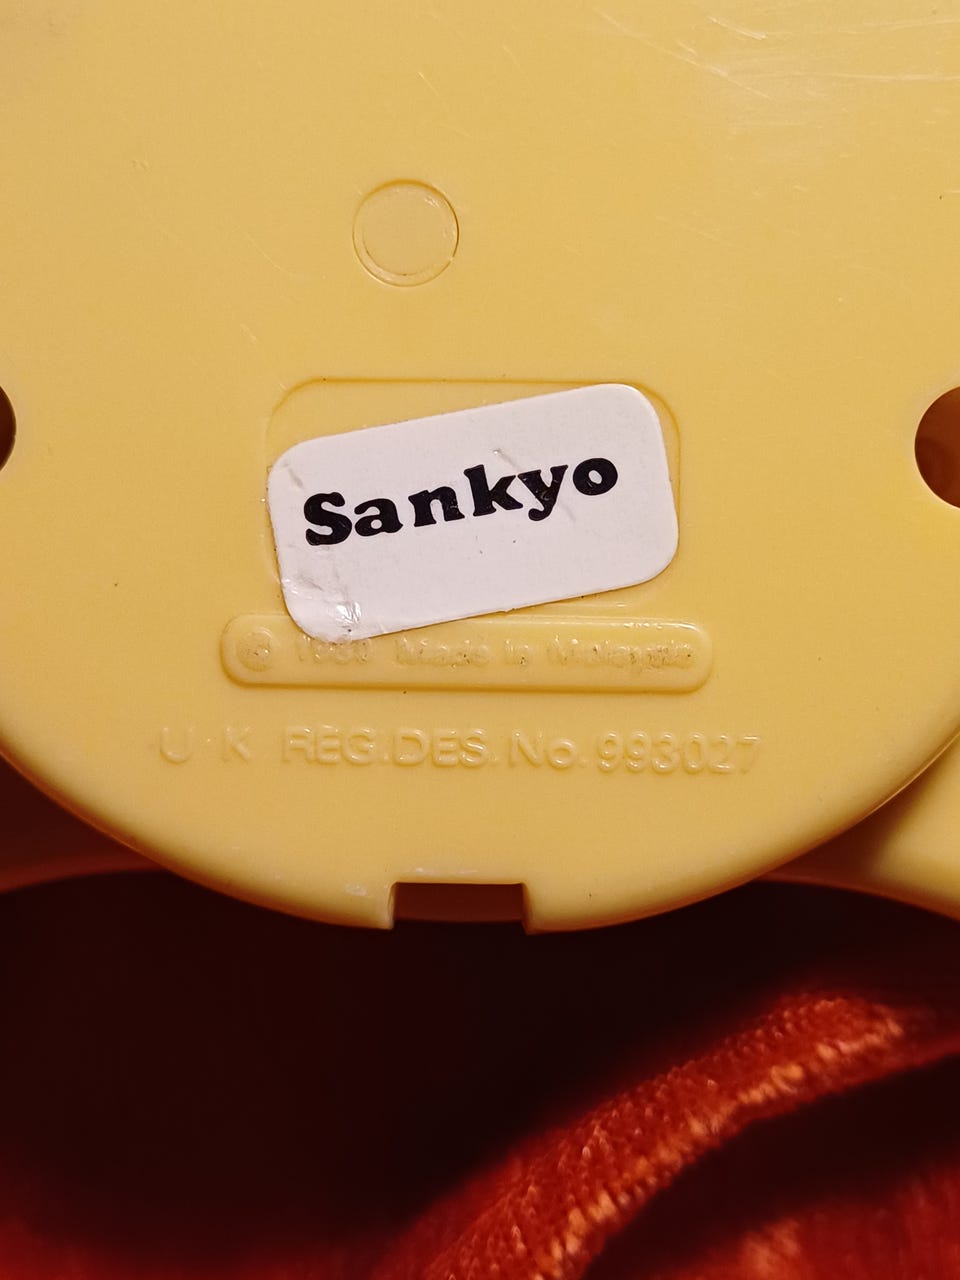 Sankyo
© Made in Malaysia
U K REG.DES. No. 993027